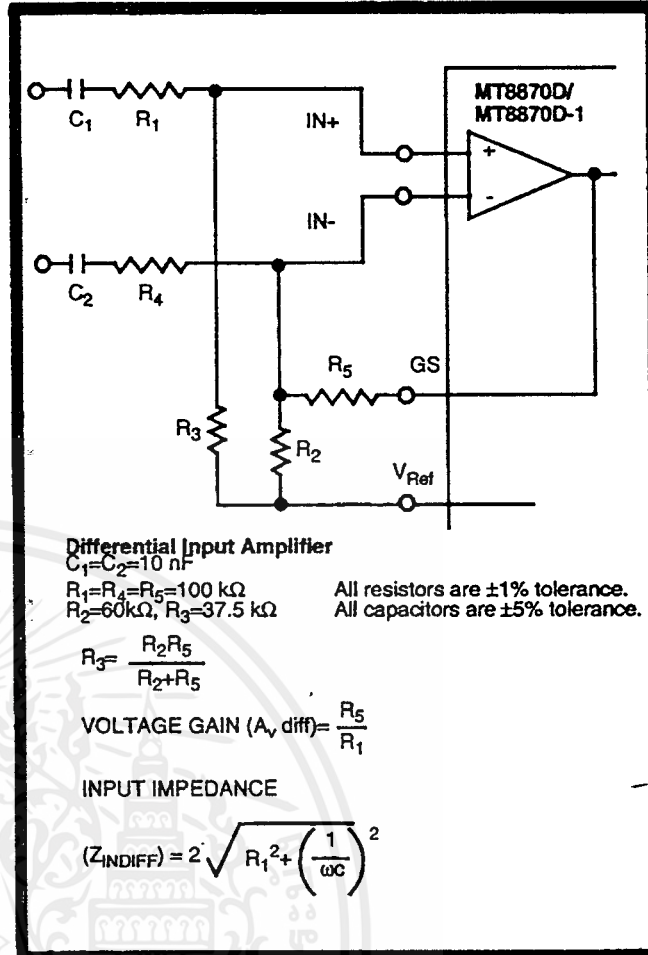 MT8870D/
MT8870D-1
C₁ R₁ IN+
+
-
IN-
C₂ R₄
R₅ GS
R₃ R₂
V_Ref
Differential Input Amplifier
C₁=C₂=10 nF
R₁=R₄=R₅=100 kΩ All resistors are ±1% tolerance.
R₂=60kΩ, R₃=37.5 kΩ All capacitors are ±5% tolerance.
R₃= R₂R₅ / R₂+R₅
VOLTAGE GAIN (Aᵥ diff)= R₅ / R₁
INPUT IMPEDANCE
(Z_INDIFF) = 2 √ R₁²+ (1 / ωc)²